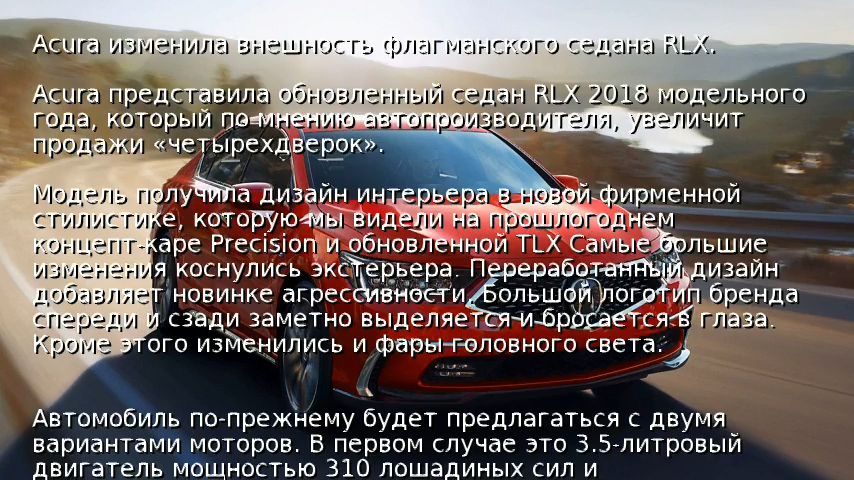 Acura изменила внешность флагманского седана RLX.
Acura представила обновленный седан RLX 2018 модельного
года, который по мнению автопроизводителя, увеличит
продажи «четырехдверок».
Модель получила дизайн интерьера в новой фирменной
стилистике, которую мы видели на прошлогоднем
концепт-каре Precision и обновленной TLX Самые большие
изменения коснулись экстерьера. Переработанный дизайн
добавляет новинке агрессивности. Большой логотип бренда
спереди и сзади заметно выделяется и бросается в глаза.
Кроме этого изменились и фары головного света.
Автомобиль по-прежнему будет предлагаться с двумя
вариантами моторов. В первом случае это 3.5-литровый
двигатель мощностью 310 лошадиных сил и